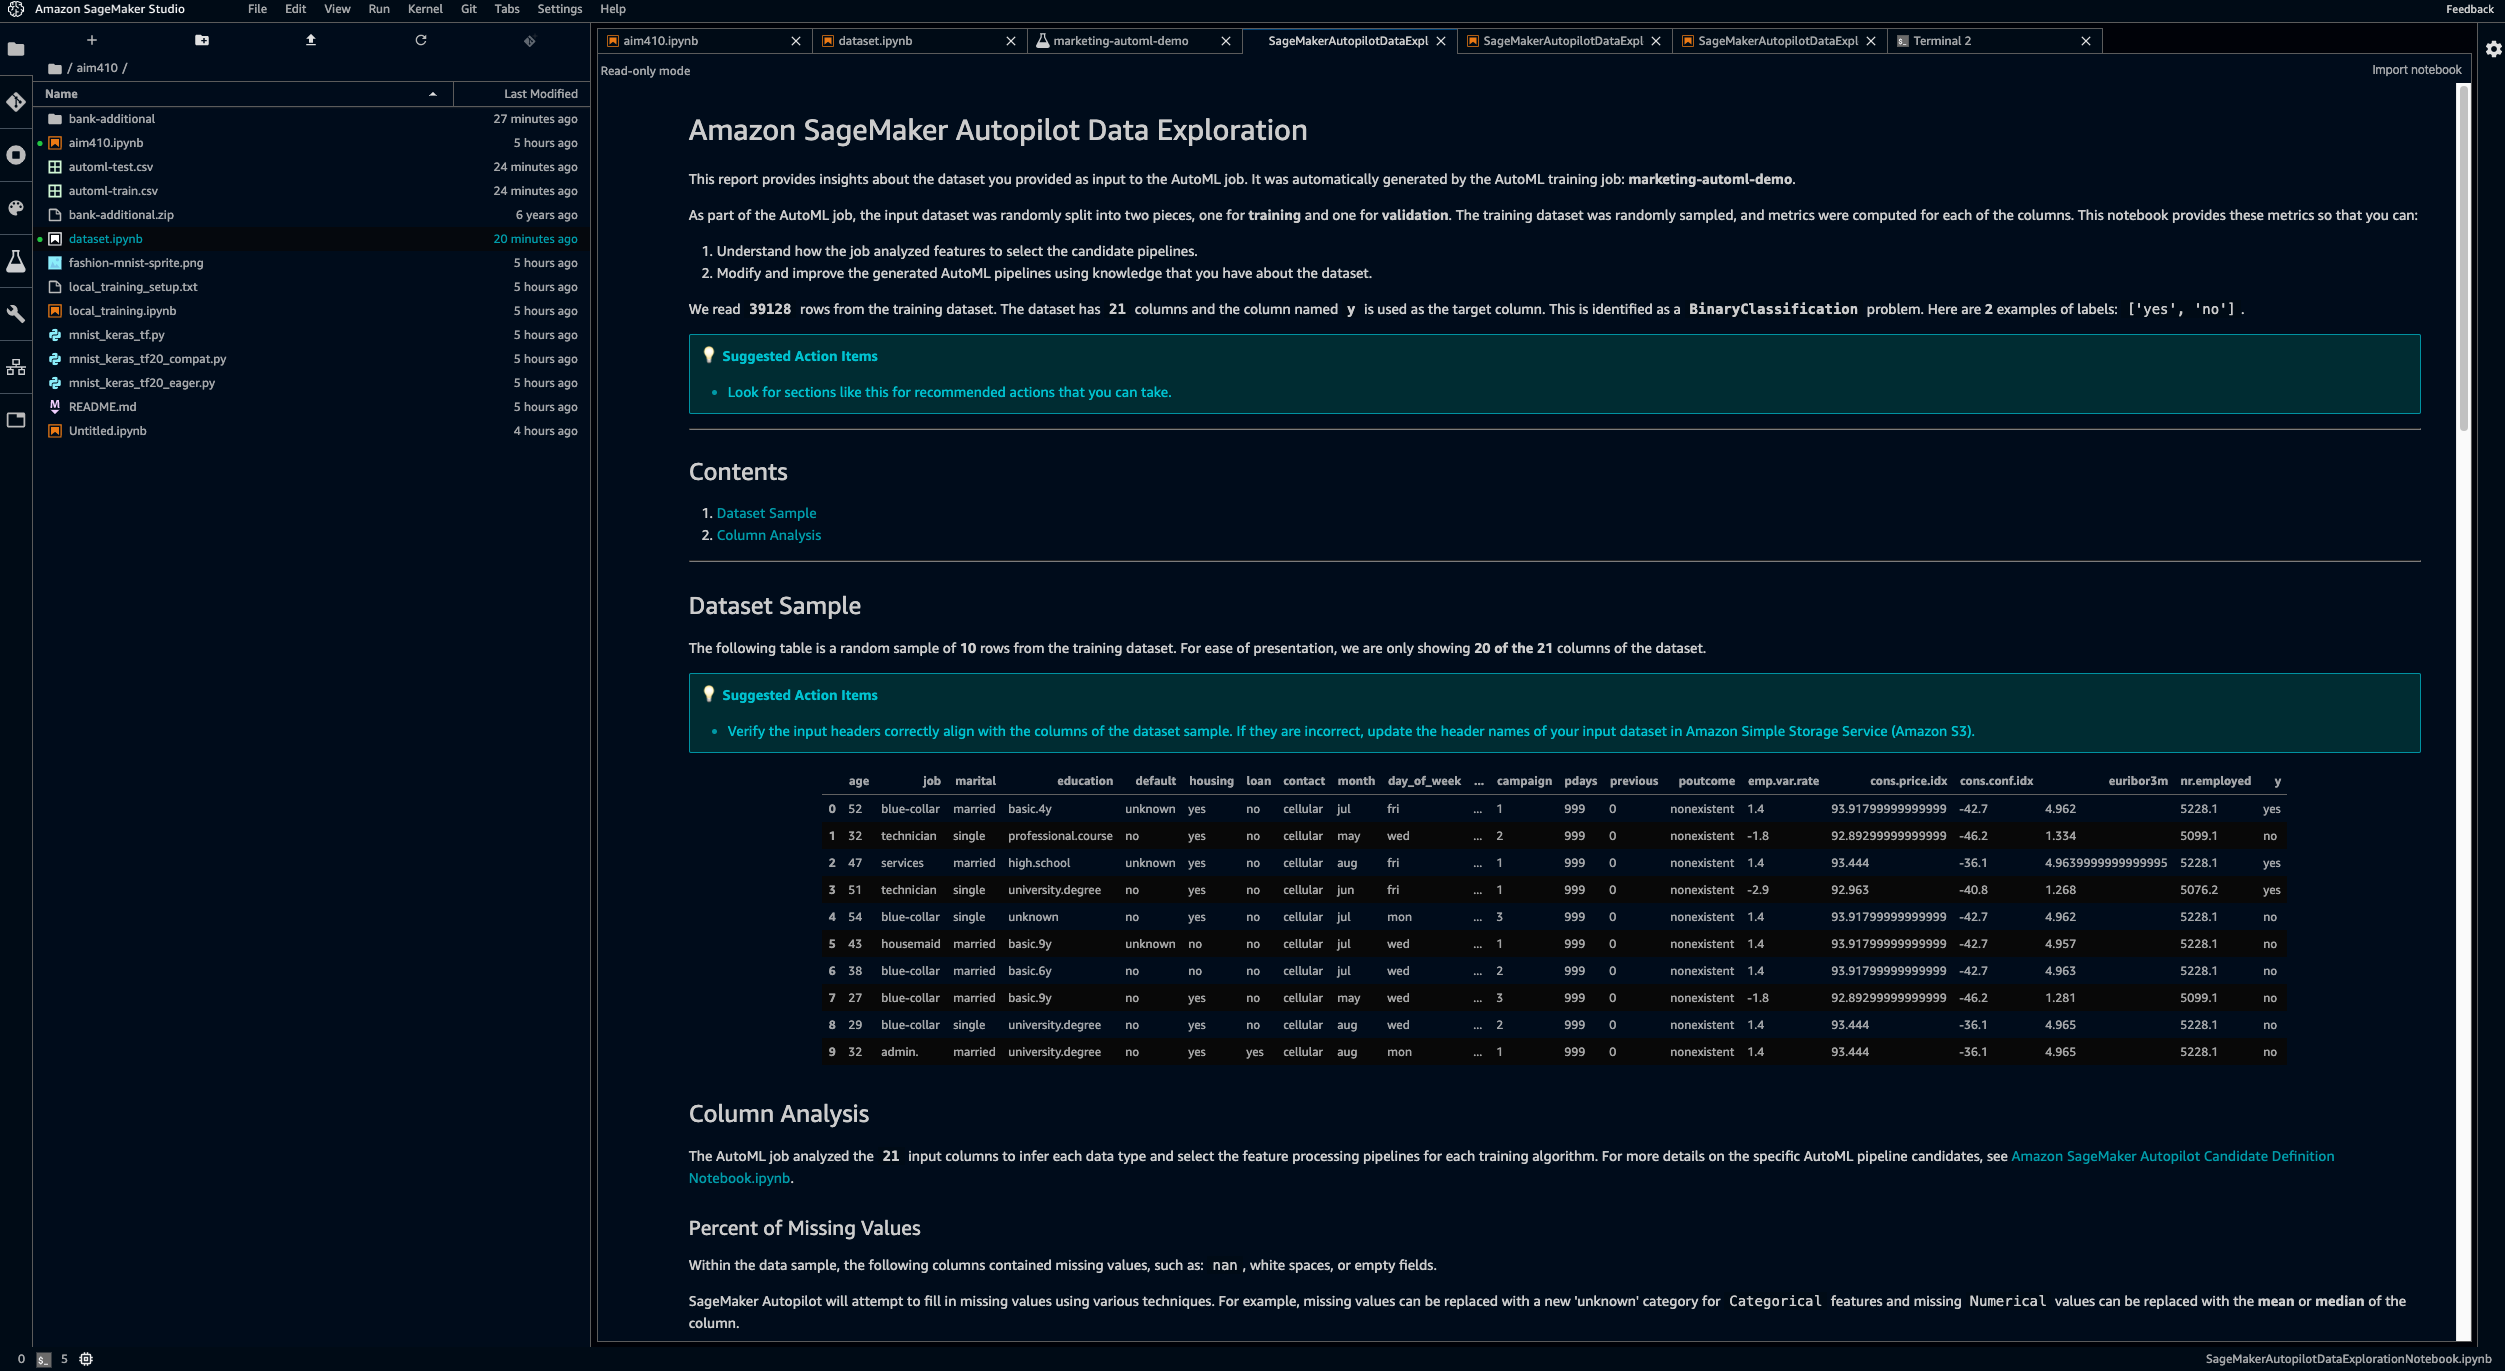 Amazon SageMaker Studio File Edit View Run Kernel Git Tabs Settings Help Feedback
aim410.ipynb dataset.ipynb marketing-automl-demo SageMakerAutopilotDataExpl SageMakerAutopilotDataExpl SageMakerAutopilotDataExpl Terminal 2
/ aim410 /
Name Last Modified
bank-additional 27 minutes ago
aim410.ipynb 5 hours ago
automl-test.csv 24 minutes ago
automl-train.csv 24 minutes ago
bank-additional.zip 6 years ago
dataset.ipynb 20 minutes ago
fashion-mnist-sprite.png 5 hours ago
local_training_setup.txt 5 hours ago
local_training.ipynb 5 hours ago
mnist_keras_tf.py 5 hours ago
mnist_keras_tf20_compat.py 5 hours ago
mnist_keras_tf20_eager.py 5 hours ago
README.md 5 hours ago
Untitled.ipynb 4 hours ago
Read-only mode Import notebook
Amazon SageMaker Autopilot Data Exploration
This report provides insights about the dataset you provided as input to the AutoML job. It was automatically generated by the AutoML training job: marketing-automl-demo.
As part of the AutoML job, the input dataset was randomly split into two pieces, one for training and one for validation. The training dataset was randomly sampled, and metrics were computed for each of the columns. This notebook provides these metrics so that you can:
1. Understand how the job analyzed features to select the candidate pipelines.
2. Modify and improve the generated AutoML pipelines using knowledge that you have about the dataset.
We read 39128 rows from the training dataset. The dataset has 21 columns and the column named y is used as the target column. This is identified as a BinaryClassification problem. Here are 2 examples of labels: ['yes', 'no'] .
Suggested Action Items
• Look for sections like this for recommended actions that you can take.
Contents
1. Dataset Sample
2. Column Analysis
Dataset Sample
The following table is a random sample of 10 rows from the training dataset. For ease of presentation, we are only showing 20 of the 21 columns of the dataset.
Suggested Action Items
• Verify the input headers correctly align with the columns of the dataset sample. If they are incorrect, update the header names of your input dataset in Amazon Simple Storage Service (Amazon S3).
age job marital education default housing loan contact month day_of_week ... campaign pdays previous poutcome emp.var.rate cons.price.idx cons.conf.idx euribor3m nr.employed y
0 52 blue-collar married basic.4y unknown yes no cellular jul fri ... 1 999 0 nonexistent 1.4 93.91799999999999 -42.7 4.962 5228.1 yes
1 32 technician single professional.course no yes no cellular may wed ... 2 999 0 nonexistent -1.8 92.89299999999999 -46.2 1.334 5099.1 no
2 47 services married high.school unknown yes no cellular aug fri ... 1 999 0 nonexistent 1.4 93.444 -36.1 4.9639999999999995 5228.1 yes
3 51 technician single university.degree no yes no cellular jun fri ... 1 999 0 nonexistent -2.9 92.963 -40.8 1.268 5076.2 yes
4 54 blue-collar single unknown no yes no cellular jul mon ... 3 999 0 nonexistent 1.4 93.91799999999999 -42.7 4.962 5228.1 no
5 43 housemaid married basic.9y unknown no no cellular jul wed ... 1 999 0 nonexistent 1.4 93.91799999999999 -42.7 4.957 5228.1 no
6 38 blue-collar married basic.6y no no no cellular jul wed ... 2 999 0 nonexistent 1.4 93.91799999999999 -42.7 4.963 5228.1 no
7 27 blue-collar married basic.9y no yes no cellular may wed ... 3 999 0 nonexistent -1.8 92.89299999999999 -46.2 1.281 5099.1 no
8 29 blue-collar single university.degree no yes no cellular aug wed ... 2 999 0 nonexistent 1.4 93.444 -36.1 4.965 5228.1 no
9 32 admin. married university.degree no yes yes cellular aug mon ... 1 999 0 nonexistent 1.4 93.444 -36.1 4.965 5228.1 no
Column Analysis
The AutoML job analyzed the 21 input columns to infer each data type and select the feature processing pipelines for each training algorithm. For more details on the specific AutoML pipeline candidates, see Amazon SageMaker Autopilot Candidate Definition
Notebook.ipynb.
Percent of Missing Values
Within the data sample, the following columns contained missing values, such as: nan , white spaces, or empty fields.
SageMaker Autopilot will attempt to fill in missing values using various techniques. For example, missing values can be replaced with a new 'unknown' category for Categorical features and missing Numerical values can be replaced with the mean or median of the
column.
0 $_ 5 SageMakerAutopilotDataExplorationNotebook.ipynb